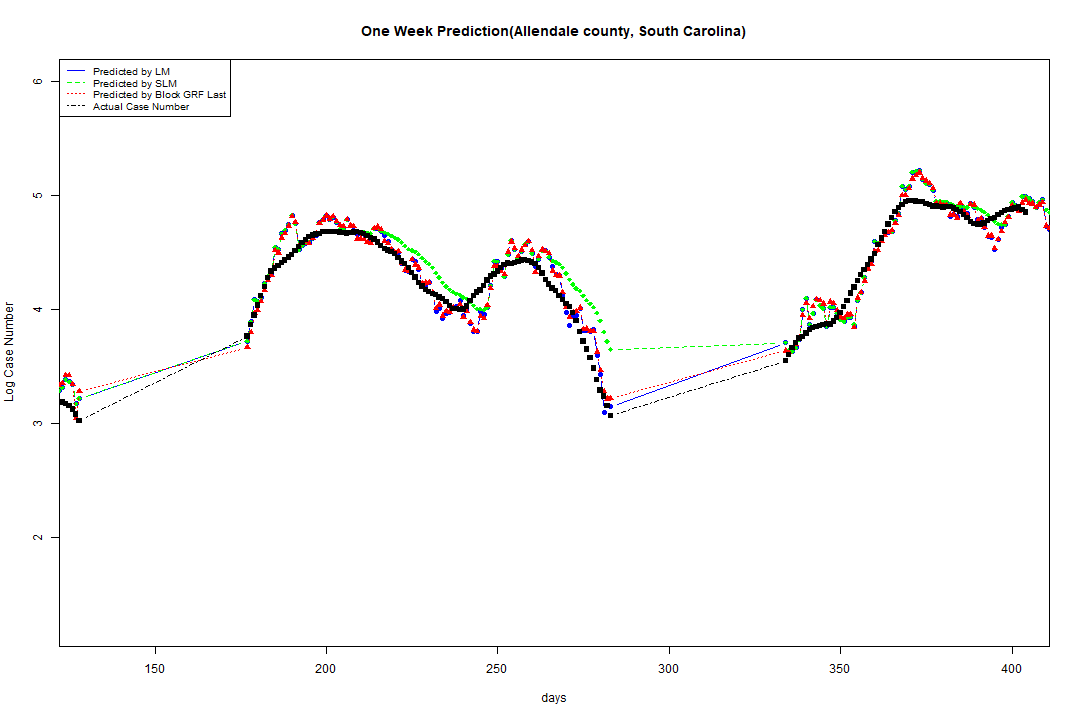 One Week Prediction(Allendale county, South Carolina)
Predicted by LM
Predicted by SLM
Predicted by Block GRF Last
Actual Case Number
Log Case Number
6
5
4
3
2
150
200
250
300
350
400
days